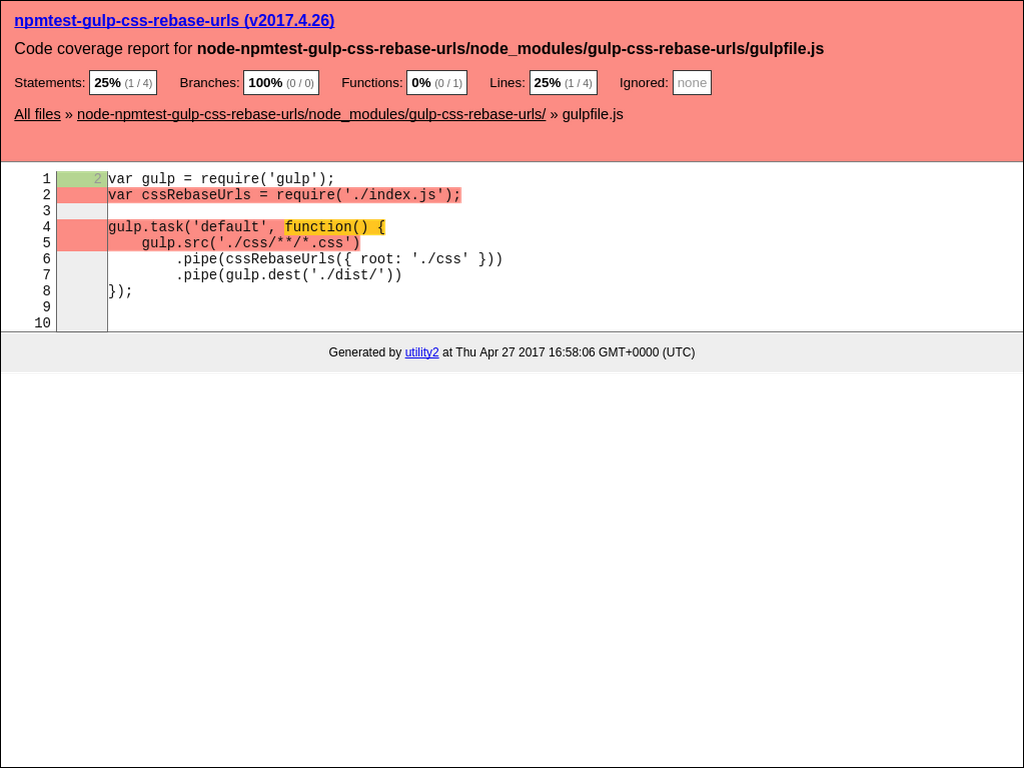 npmtest-gulp-css-rebase-urls (v2017.4.26)
Code coverage report for node-npmtest-gulp-css-rebase-urls/node_modules/gulp-css-rebase-urls/gulpfile.js
Statements: 25% (1 / 4) Branches: 100% (0 / 0) Functions: 0% (0 / 1) Lines: 25% (1 / 4) Ignored: none
All files » node-npmtest-gulp-css-rebase-urls/node_modules/gulp-css-rebase-urls/ » gulpfile.js
1 2 var gulp = require('gulp');
2 var cssRebaseUrls = require('./index.js');
3
4 gulp.task('default', function() {
5     gulp.src('./css/**/*.css')
6         .pipe(cssRebaseUrls({ root: './css' }))
7         .pipe(gulp.dest('./dist/'))
8 });
9
10
Generated by utility2 at Thu Apr 27 2017 16:58:06 GMT+0000 (UTC)